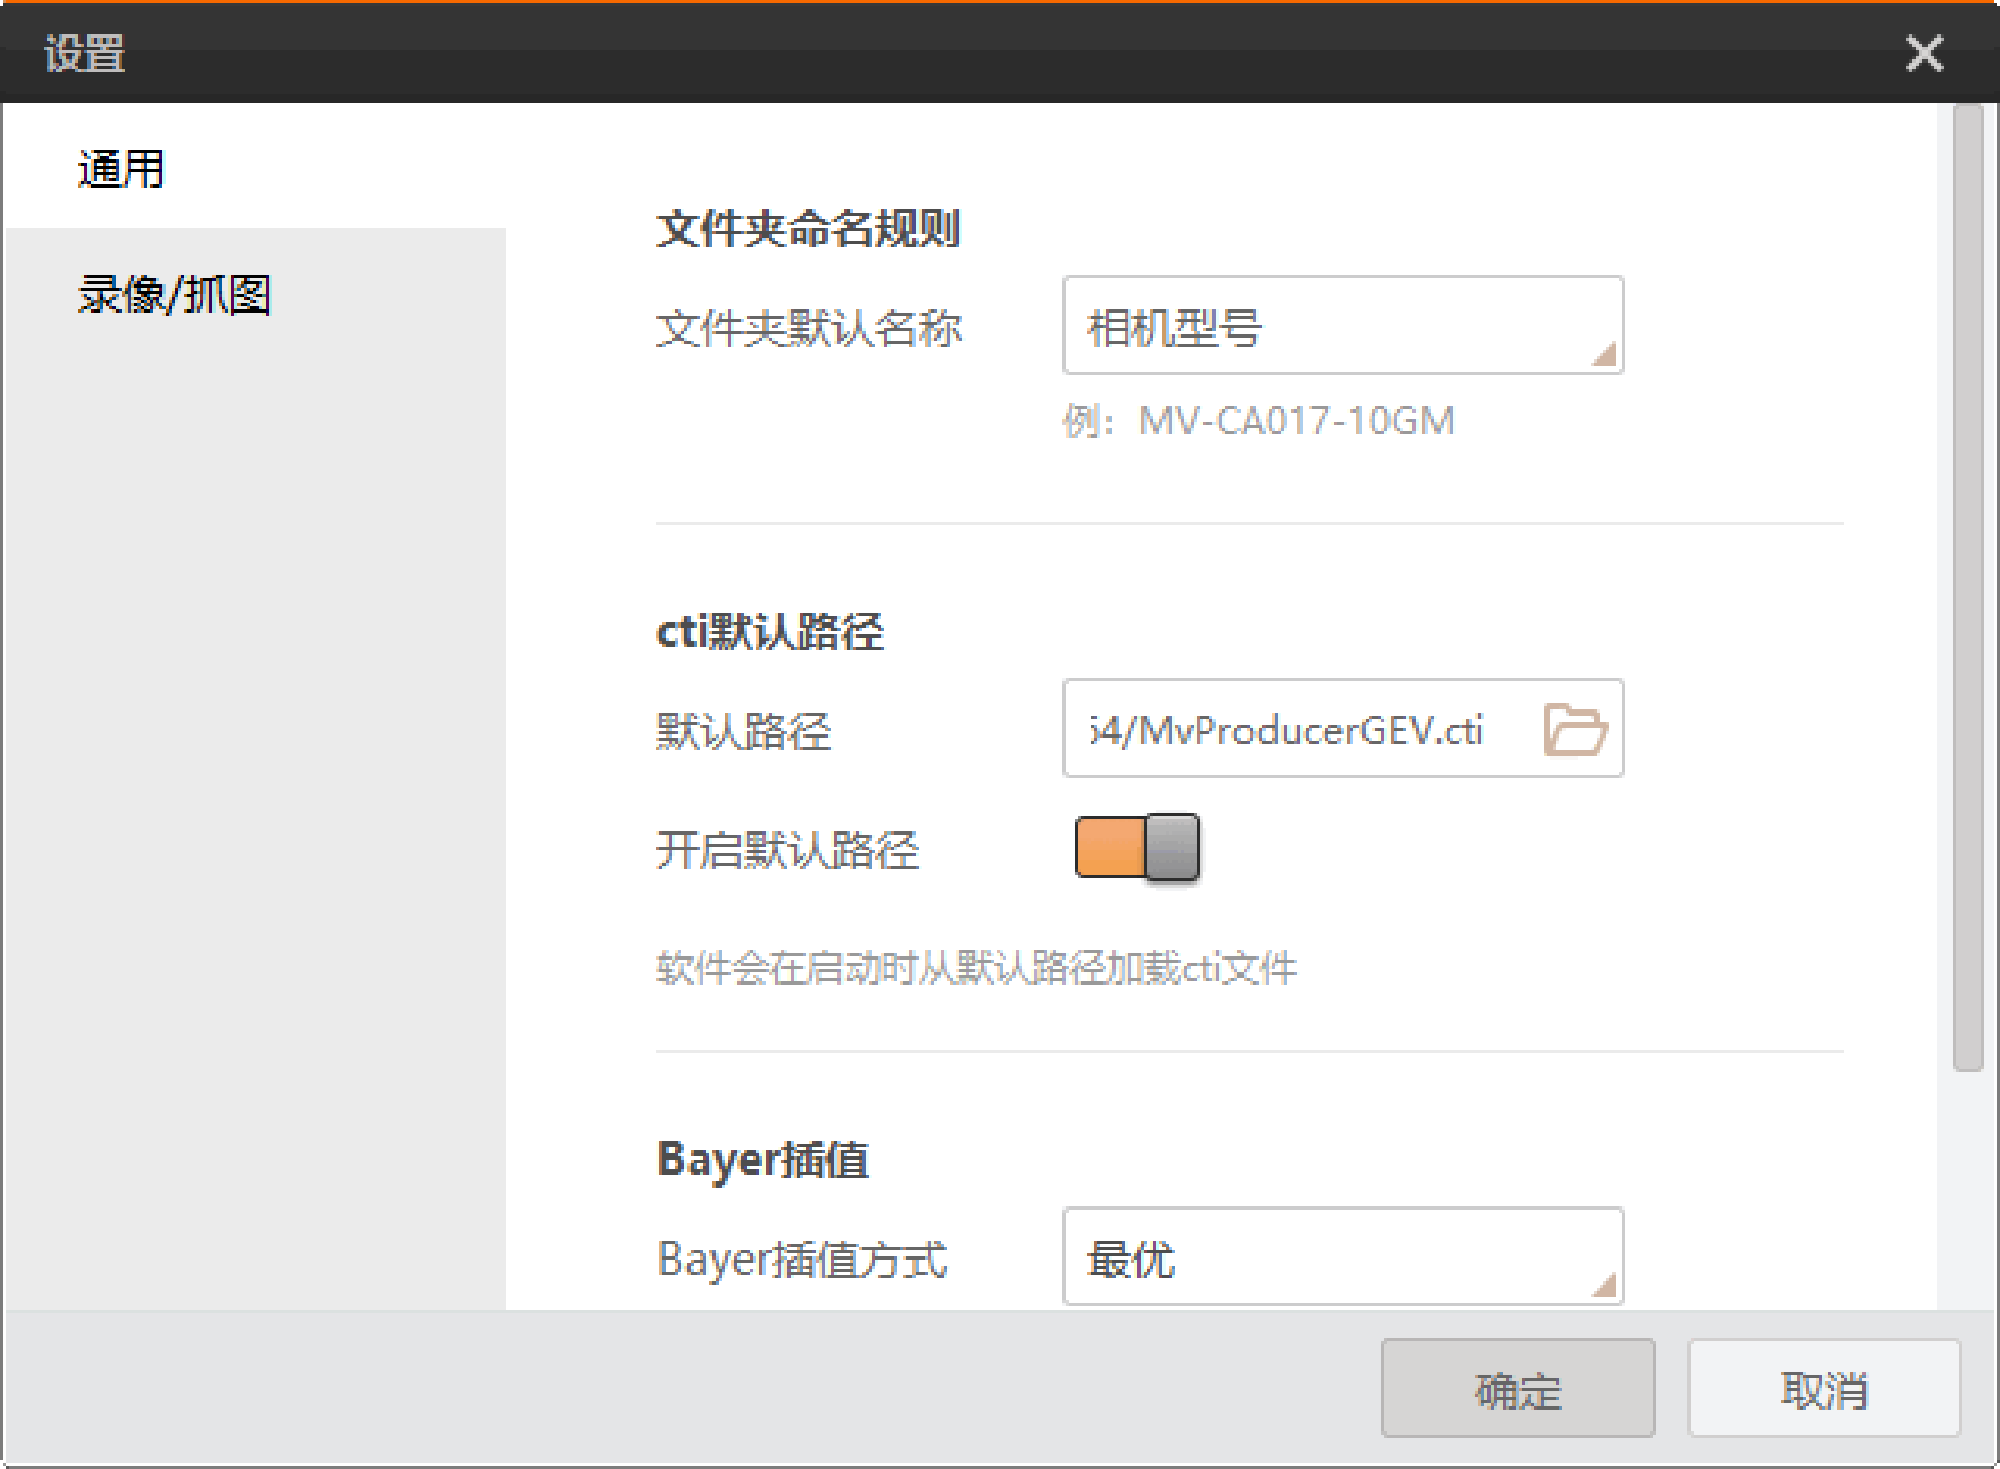 设置
通用
录像/抓图
文件夹命名规则
文件夹默认名称
相机型号
例：MV-CA017-10GM
cti默认路径
默认路径
64/MvProducerGEV.cti
开启默认路径
软件会在启动时从默认路径加载cti文件
Bayer插值
Bayer插值方式
最优
确定
取消